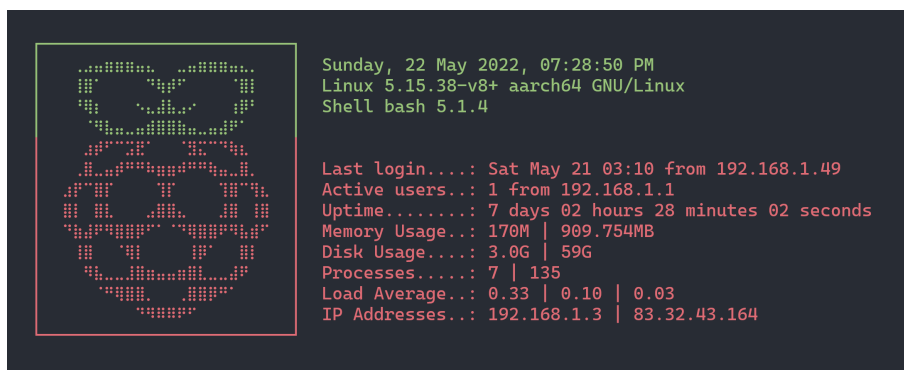 Sunday, 22 May 2022, 07:28:50 PM
Linux 5.15.38-v8+ aarch64 GNU/Linux
Shell bash 5.1.4
Last login....: Sat May 21 03:10 from 192.168.1.49
Active users..: 1 from 192.168.1.1
Uptime........: 7 days 02 hours 28 minutes 02 seconds
Memory Usage..: 170M | 909.754MB
Disk Usage....: 3.0G | 59G
Processes.....: 7 | 135
Load Average..: 0.33 | 0.10 | 0.03
IP Addresses..: 192.168.1.3 | 83.32.43.164